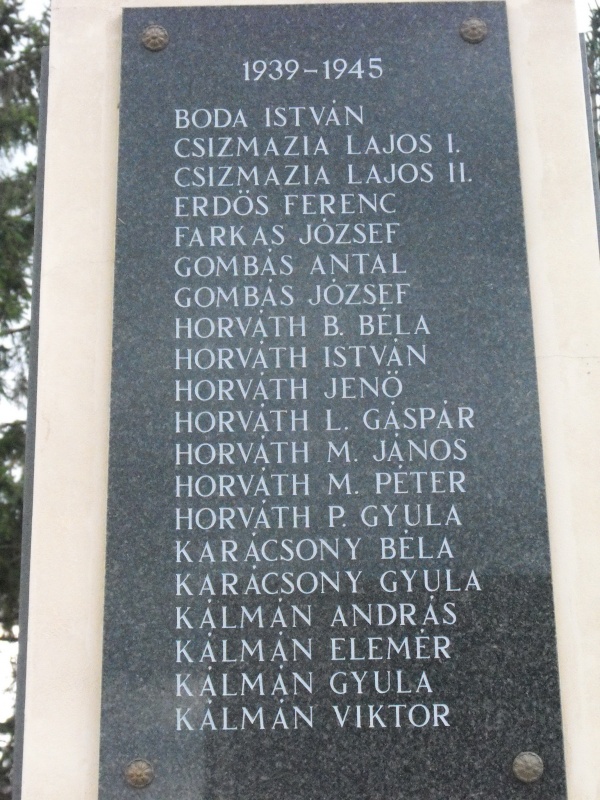 1939-1945
BODA ISTVÁN
CSIZMAZIA LAJOS I.
CSIZMAZIA LAJOS II.
ERDŐS FERENC
FARKAS JÓZSEF
GOMBÁS ANTAL
GOMBÁS JÓZSEF
HORVÁTH B. BÉLA
HORVÁTH ISTVÁN
HORVÁTH JENŐ
HORVÁTH L. GÁSPÁR
HORVÁTH M. JÁNOS
HORVÁTH M. PÉTER
HORVÁTH P. GYULA
KARÁCSONY BÉLA
KARÁCSONY GYULA
KÁLMÁN ANDRÁS
KÁLMÁN ELEMÉR
KÁLMÁN GYULA
KÁLMÁN VIKTOR